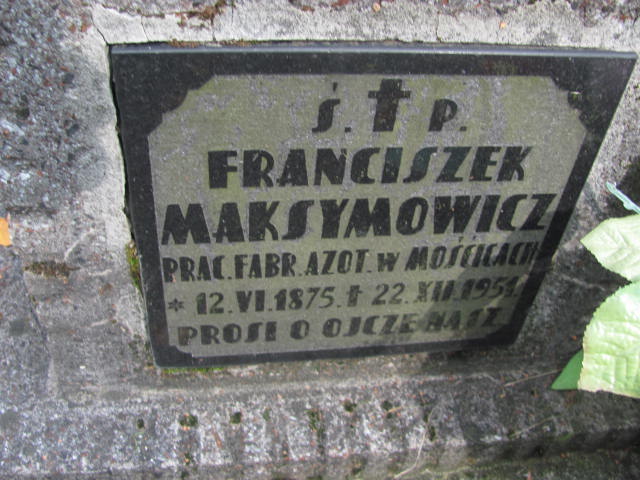 Ś. † P.
FRANCISZEK
MAKSYMOWICZ
PRAC. FABR. AZOT. W MOŚCICACH
* 12.VI.1875. † 22.XII.1951.
PROSI O OJCZE NASZ